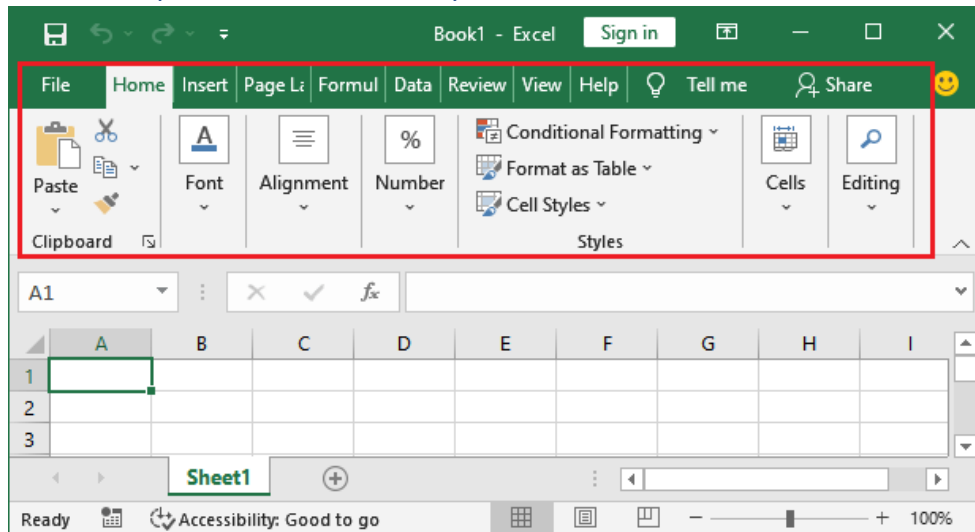 Book1 - Excel Sign in
File Home Insert Page La Formul Data Review View Help Tell me Share
Paste Font Alignment Number Conditional Formatting Cells Editing
Format as Table
Cell Styles
Clipboard Styles
A1 fx
A B C D E F G H I
1
2
3
Sheet1
Ready Accessibility: Good to go 100%